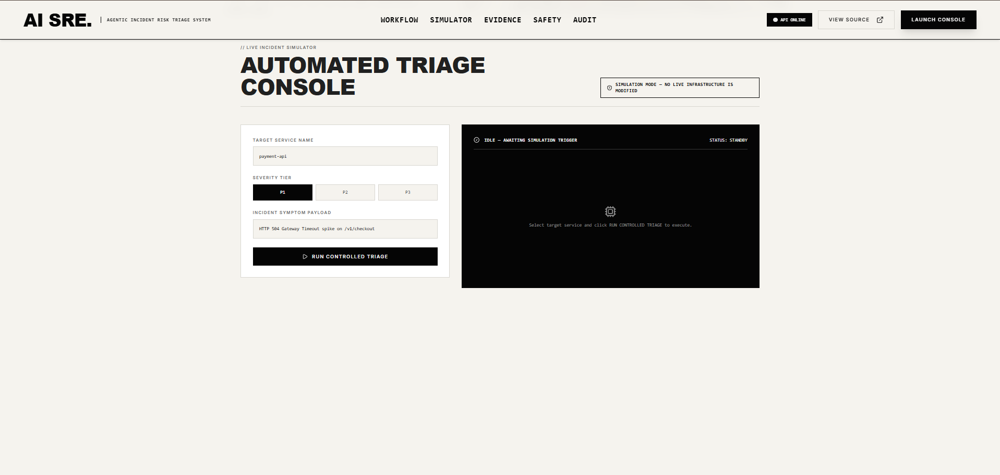 AI SRE.
AGENTIC INCIDENT RISK TRIAGE SYSTEM
WORKFLOW
SIMULATOR
EVIDENCE
SAFETY
AUDIT
API ONLINE
VIEW SOURCE
LAUNCH CONSOLE
// LIVE INCIDENT SIMULATOR
AUTOMATED TRIAGE
CONSOLE
SIMULATION MODE — NO LIVE INFRASTRUCTURE IS
MODIFIED
TARGET SERVICE NAME
payment-api
SEVERITY TIER
P1
P2
P3
INCIDENT SYMPTOM PAYLOAD
HTTP 504 Gateway Timeout spike on /v1/checkout
RUN CONTROLLED TRIAGE
IDLE — AWAITING SIMULATION TRIGGER
STATUS: STANDBY
Select target service and click RUN CONTROLLED TRIAGE to execute.